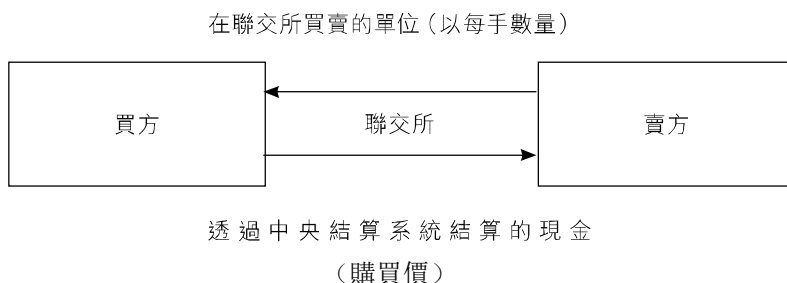 在聯交所買賣的單位（以每手數量）
買方
聯交所
賣方
透過中央結算系統結算的現金
（購買價）